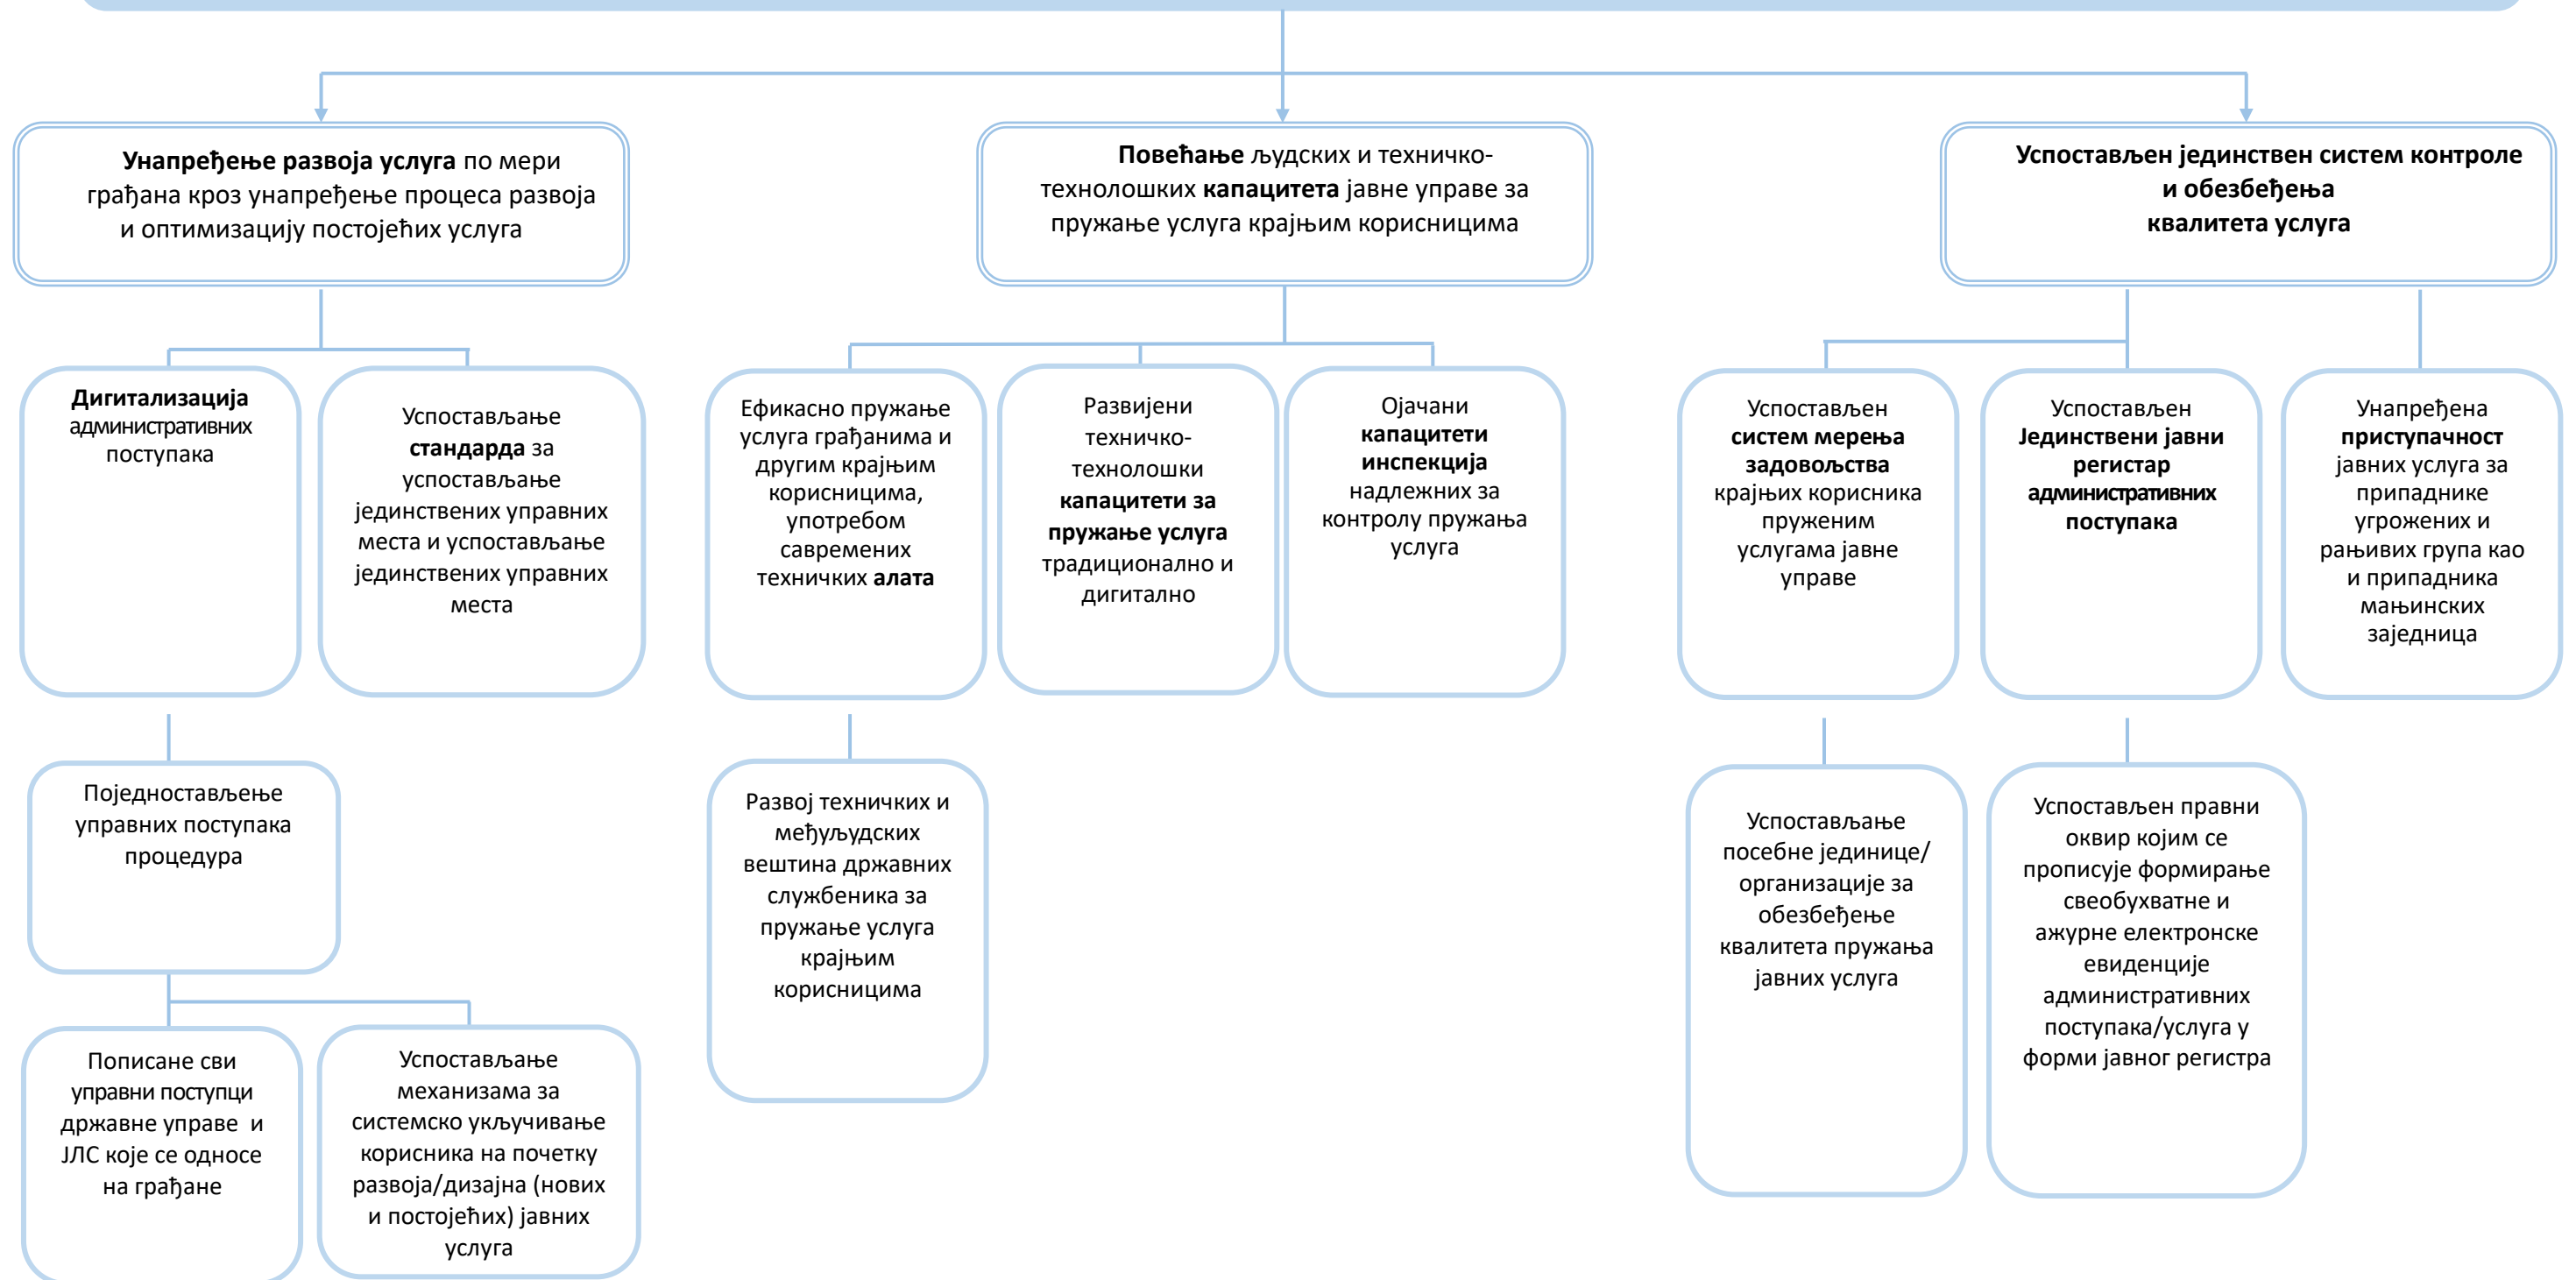 Унапређење развоја услуга по мери
грађана кроз унапређење процеса развоја
и оптимизацију постојећих услуга
Повећање људских и техничко-
технолошких капацитета јавне управе за
пружање услуга крајњим корисницима
Успостављен јединствен систем контроле
и обезбеђења
квалитета услуга
Дигитализација
административних
поступака
Успостављање
стандарда за
успостављање
јединствених управних
места и успостављање
јединствених управних
места
Ефикасно пружање
услуга грађанима и
другим крајњим
корисницима,
употребом
савремених
техничких алата
Развијени
техничко-
технолошки
капацитети за
пружање услуга
традиционално и
дигитално
Ојачани
капацитети
инспекција
надлежних за
контролу пружања
услуга
Успостављен
систем мерења
задовољства
крајњих корисника
пруженим
услугама јавне
управе
Успостављен
Јединствени јавни
регистар
административних
поступака
Унапређена
приступачност
јавних услуга за
припаднике
угрожених и
рањивих група као
и припадника
мањинских
заједница
Поједностављење
управних поступака
процедура
Развој техничких и
међуљудских
вештина државних
службеника за
пружање услуга
крајњим
корисницима
Успостављање
посебне јединице/
организације за
обезбеђење
квалитета пружања
јавних услуга
Успостављен правни
оквир којим се
прописује формирање
свеобухватне и
ажурне електронске
евиденције
административних
поступака/услуга у
форми јавног регистра
Пописане сви
управни поступци
државне управе и
ЈЛС које се односе
на грађане
Успостављање
механизама за
системско укључивање
корисника на почетку
развоја/дизајна (нових
и постојећих) јавних
услуга